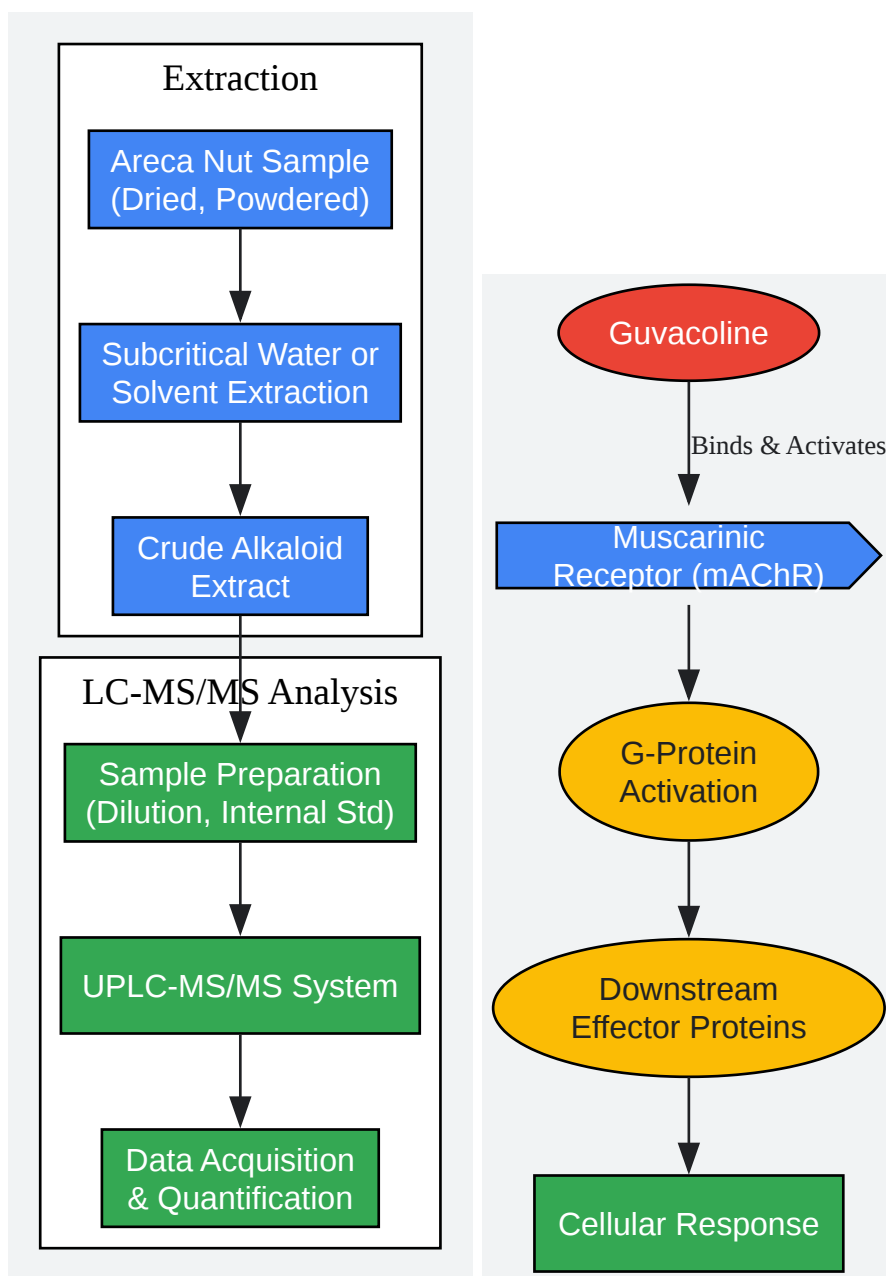 Extraction
Areca Nut Sample
(Dried, Powdered)
Subcritical Water or
Solvent Extraction
Crude Alkaloid
Extract
LC-MS/MS Analysis
Sample Preparation
(Dilution, Internal Std)
UPLC-MS/MS System
Data Acquisition
& Quantification
Guvacoline
Binds & Activates
Muscarinic
Receptor (mAChR)
G-Protein
Activation
Downstream
Effector Proteins
Cellular Response